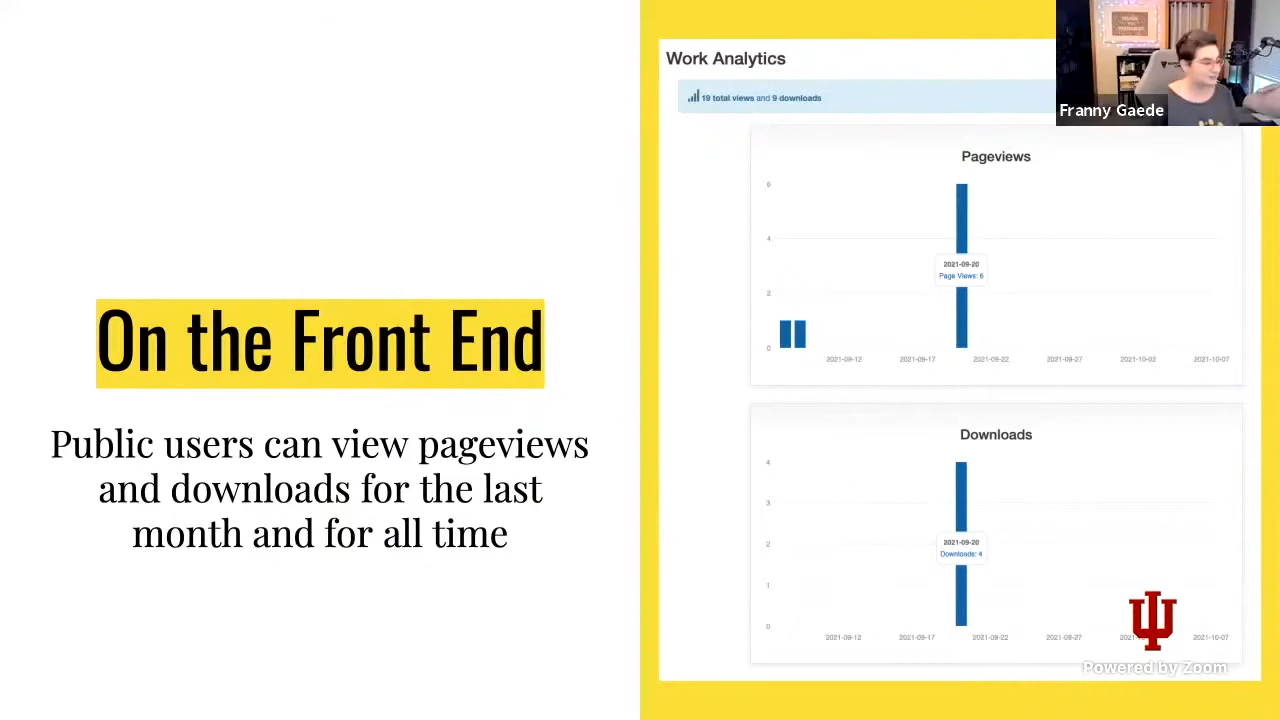 On the Front End
Public users can view pageviews
and downloads for the last
month and for all time
Work Analytics
19 total views and 9 downloads
Franny Gaede
Pageviews
6
4
2
0
2021-09-20
Page Views: 6
2021-09-12
2021-09-17
2021-09-22
2021-09-27
2021-10-02
2021-10-07
Downloads
4
3
2
1
0
2021-09-20
Downloads: 4
2021-09-12
2021-09-17
2021-09-22
2021-09-27
2021-10-07
Powered by Zoom